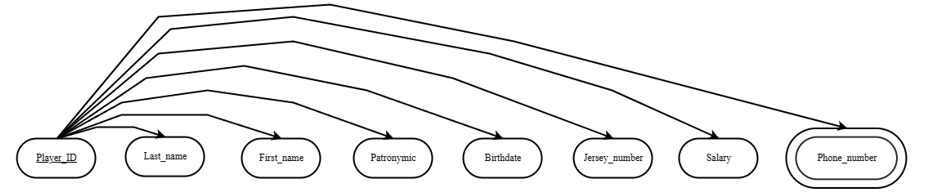 Player_ID
Last_name
First_name
Patronymic
Birthdate
Jersey_number
Salary
Phone_number